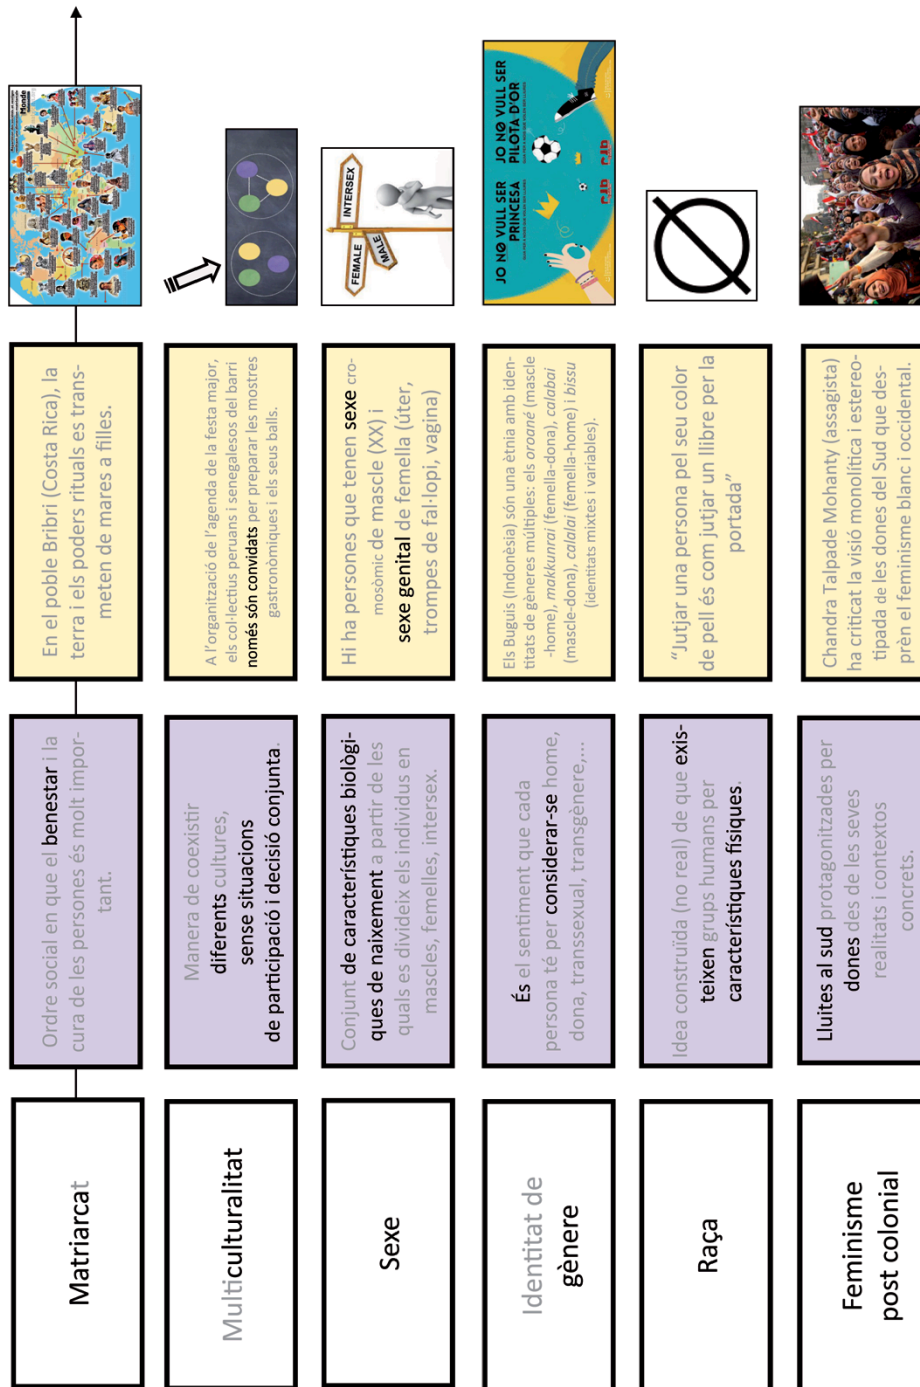 Matriarcat
Ordre social en que el benestar i la
cura de les persones és molt impor-
tant.
En el poble Bribri (Costa Rica), la
terra i els poders rituals es trans-
meten de mares a filles.
Monde
Multiculturalitat
Manera de coexistir
diferents cultures,
sense situacions
de participació i decisió conjunta.
A l'organització de l'agenda de la festa major,
els col·lectius peruans i senegalesos del barri
només són convidats per preparar les mostres
gastronòmiques i els seus balls.
Sexe
Conjunt de característiques biològi-
ques de naixement a partir de les
quals es divideix els individus en
mascles, femelles, intersex.
Hi ha persones que tenen sexe cro-
mosòmic de mascle (XX) i
sexe genital de femella (úter,
trompes de fal·lopi, vagina)
FEMALE
INTERSEX
MALE
Identitat de
gènere
És el sentiment que cada
persona té per considerar-se home,
dona, transsexual, transgènere,...
Els Buguis (Indonèsia) són una ètnia amb iden-
titats de gèneres múltiples: els oroané (mascle
-home), makkunrai (femella-dona), calabai
(mascle-dona), calalai (femella-home) i bissu
(identitats mixtes i variables).
JO NO VULL SER
PRINCESA
JO NO VULL SER
PILOTA D'OR
Raça
Idea construïda (no real) de que exis-
teixen grups humans per
característiques físiques.
“Jutjar una persona pel seu color
de pell és com jutjar un llibre per la
portada”
Feminisme
post colonial
Lluites al sud protagonitzades per
dones des de les seves
realitats i contextos
concrets.
Chandra Talpade Mohanty (assagista)
ha criticat la visió monolítica i estereo-
tipada de les dones del Sud que des-
prèn el feminisme blanc i occidental.